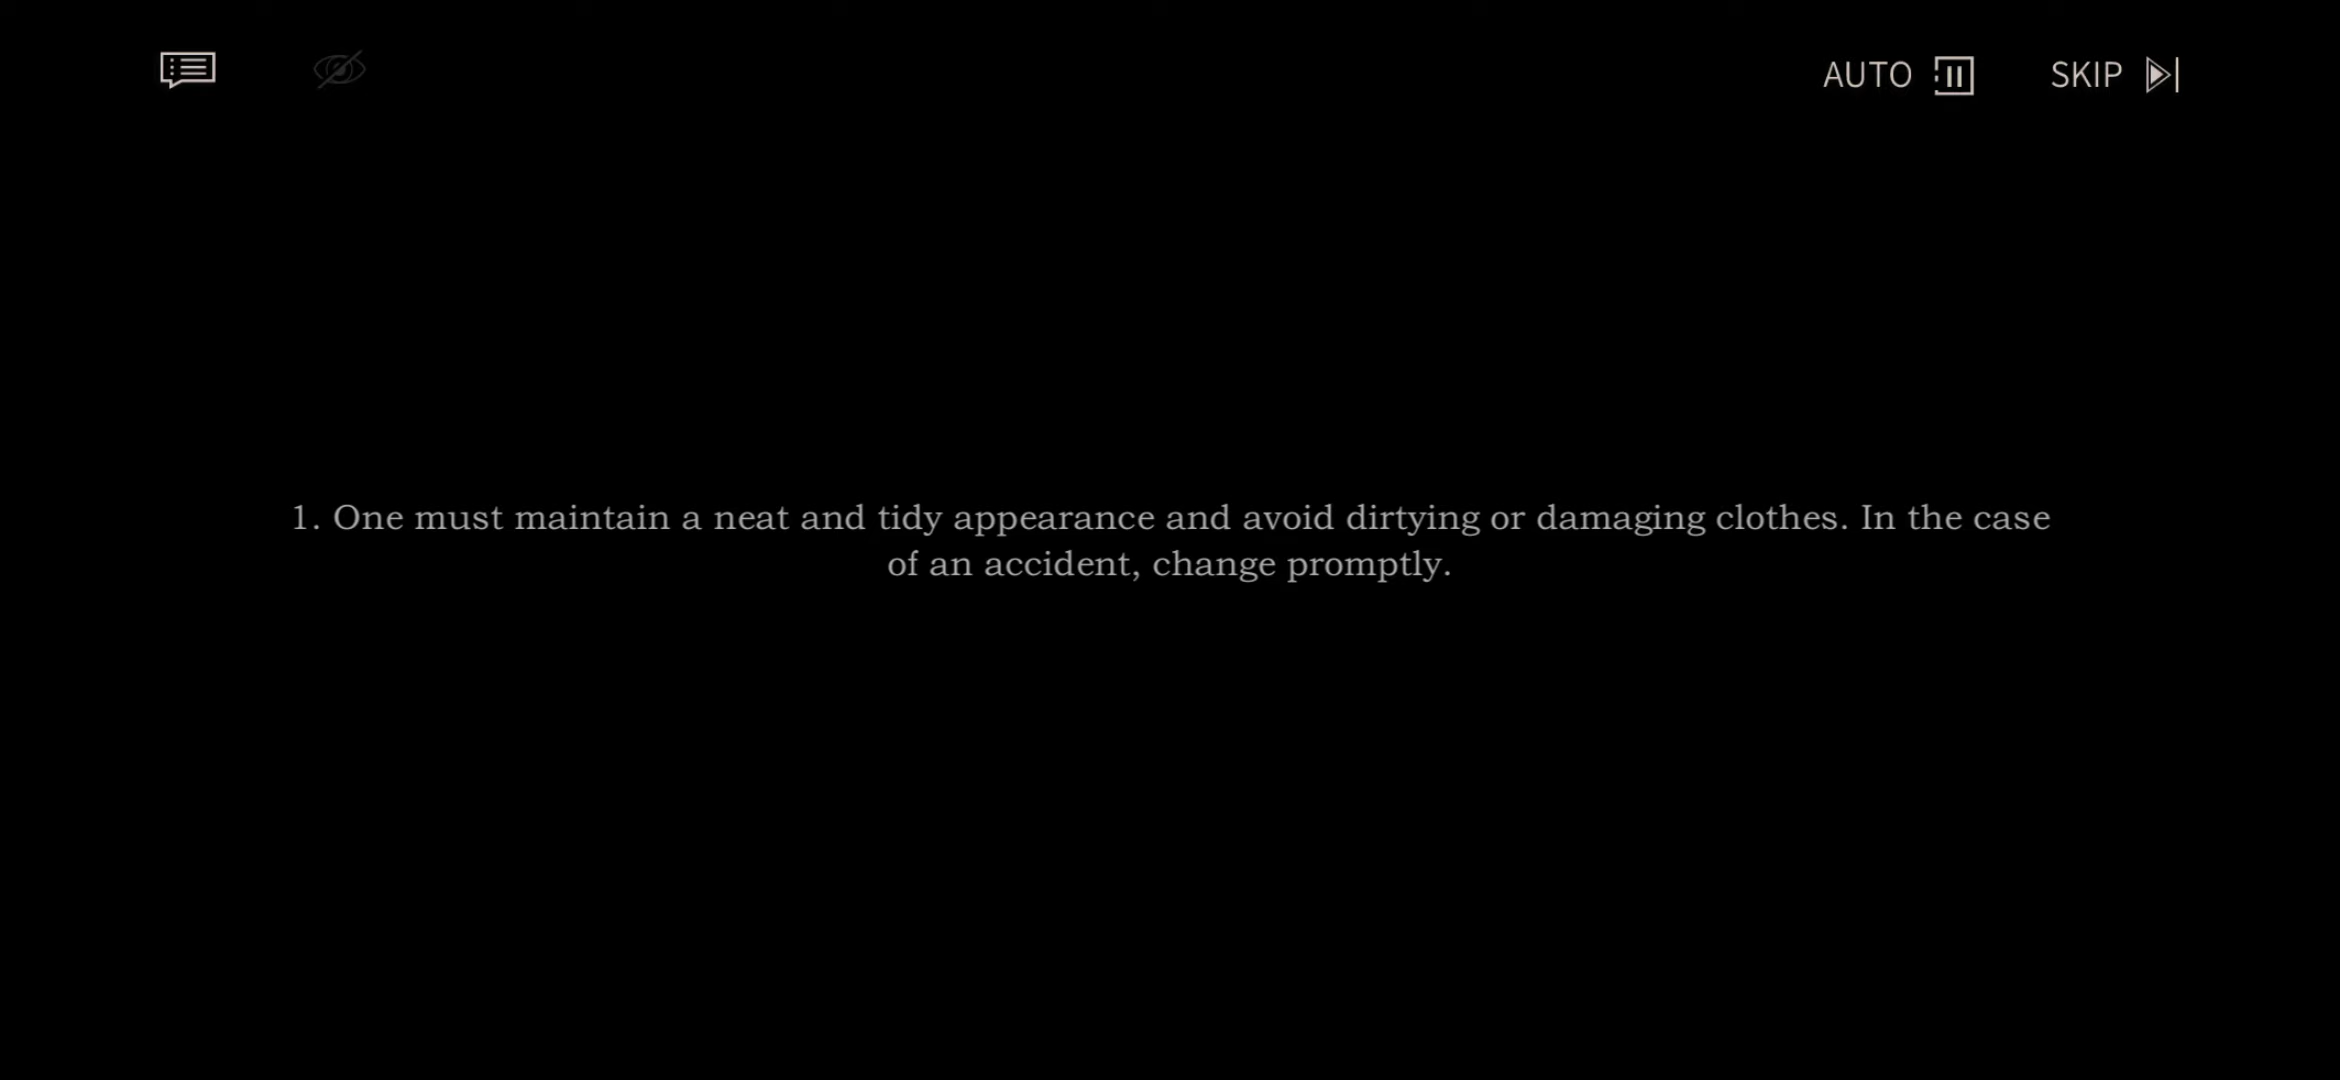 AUTO
SKIP
1. One must maintain a neat and tidy appearance and avoid dirtying or damaging clothes. In the case
of an accident, change promptly.